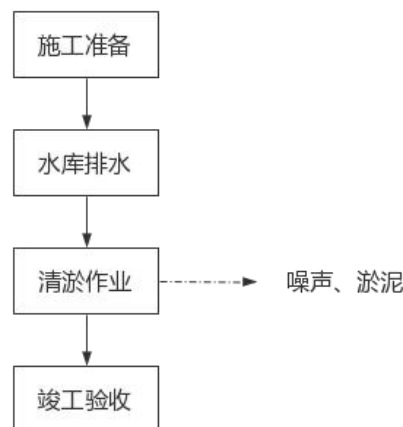 施工准备
水库排水
清淤作业
噪声、淤泥
竣工验收